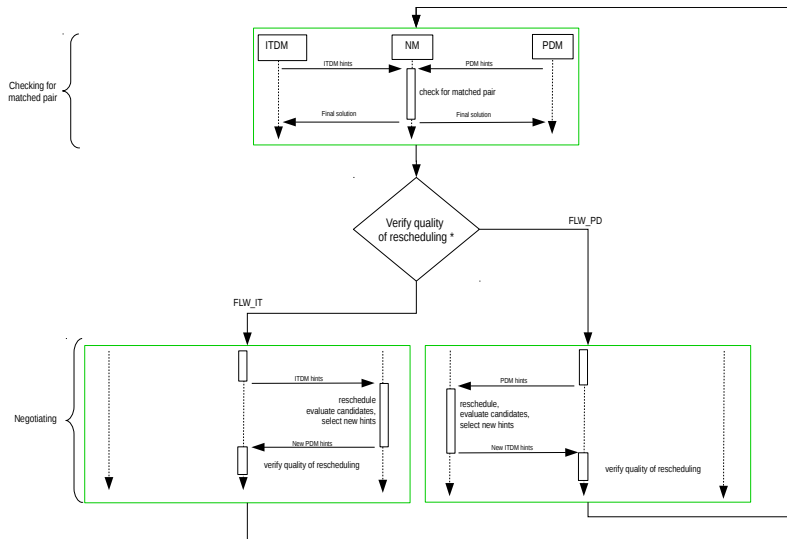 ITDM
NM
PDM
ITDM hints
PDM hints
Checking for
matched pair
check for matched pair
Final solution
Final solution
Verify quality
of rescheduling *
FLW_PD
FLW_IT
Negotiating
ITDM hints
reschedule
evaluate candidates,
select new hints
New PDM hints
verify quality of rescheduling
PDM hints
reschedule,
evaluate candidates,
select new hints
New ITDM hints
verify quality of rescheduling